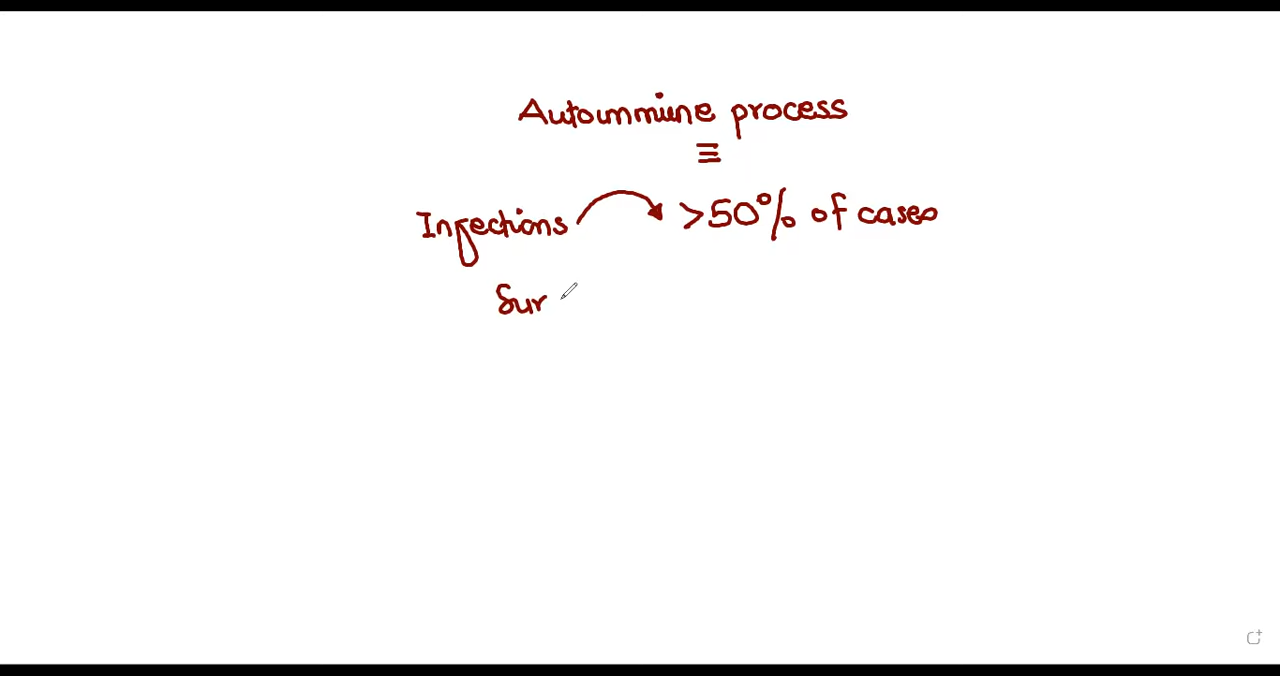 Autoimmune process
≡
Infections >50% of cases
Sur